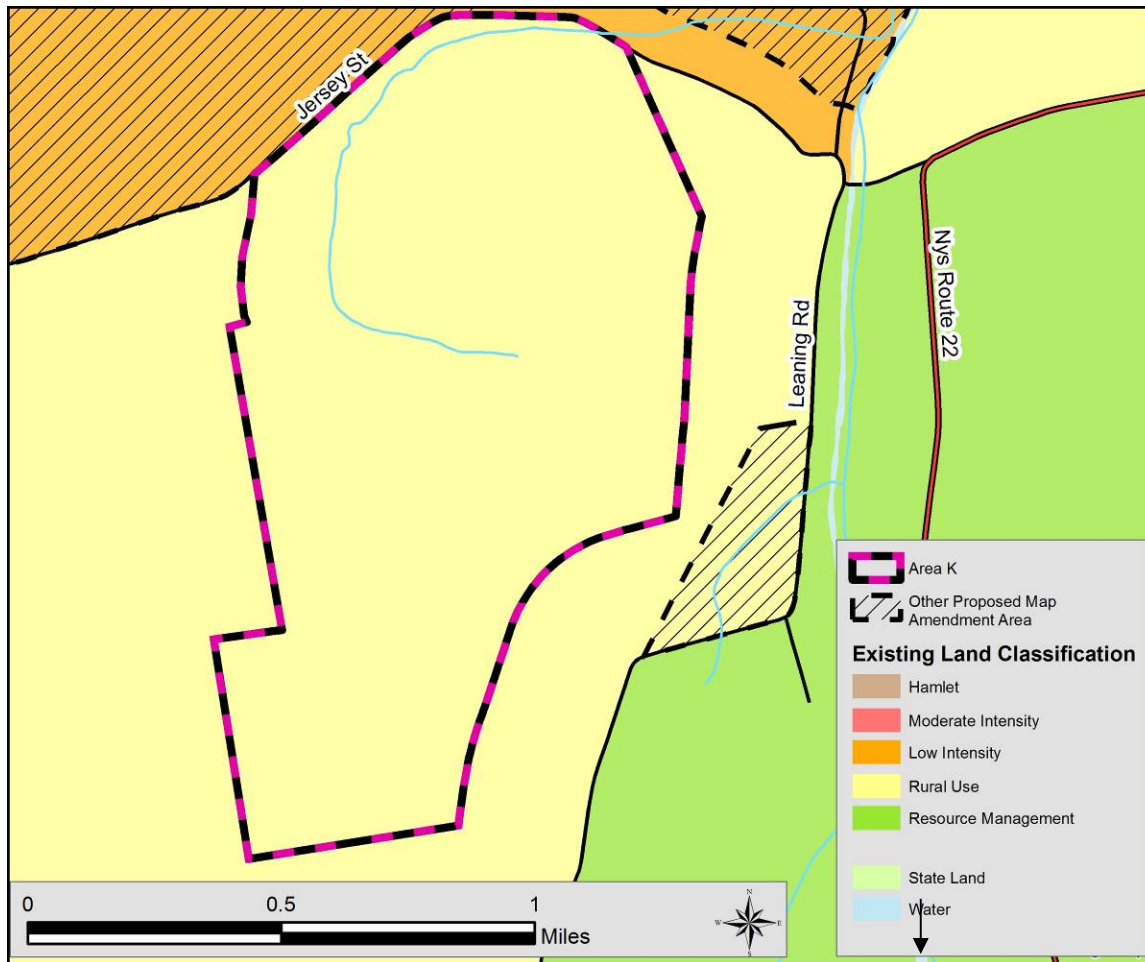 Jersey St
Leaning Rd
Nys Route 22
Area K
Other Proposed Map
Amendment Area
Existing Land Classification
Hamlet
Moderate Intensity
Low Intensity
Rural Use
Resource Management
State Land
Water
0 0.5 1
Miles
N
W E
S